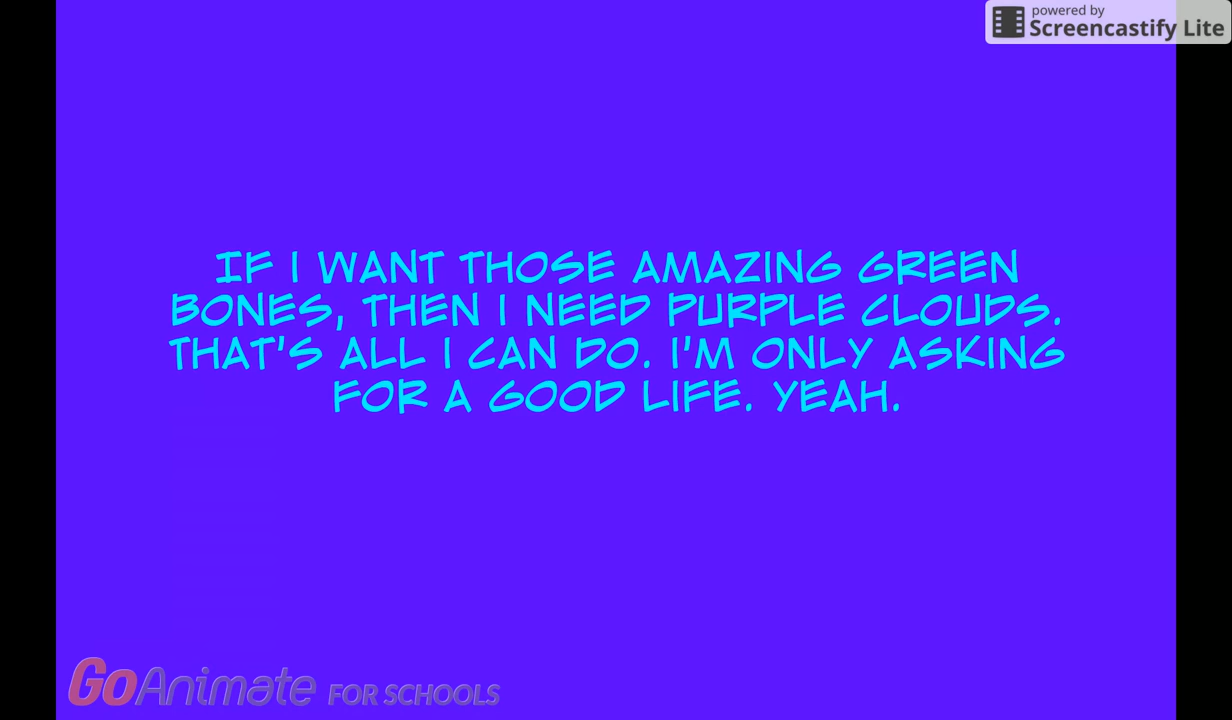 powered by
Screencastify Lite
IF I WANT THOSE AMAZING GREEN
BONES, THEN I NEED PURPLE CLOUDS.
THAT'S ALL I CAN DO. I'M ONLY ASKING
FOR A GOOD LIFE. YEAH.
GoAnimate FOR SCHOOLS